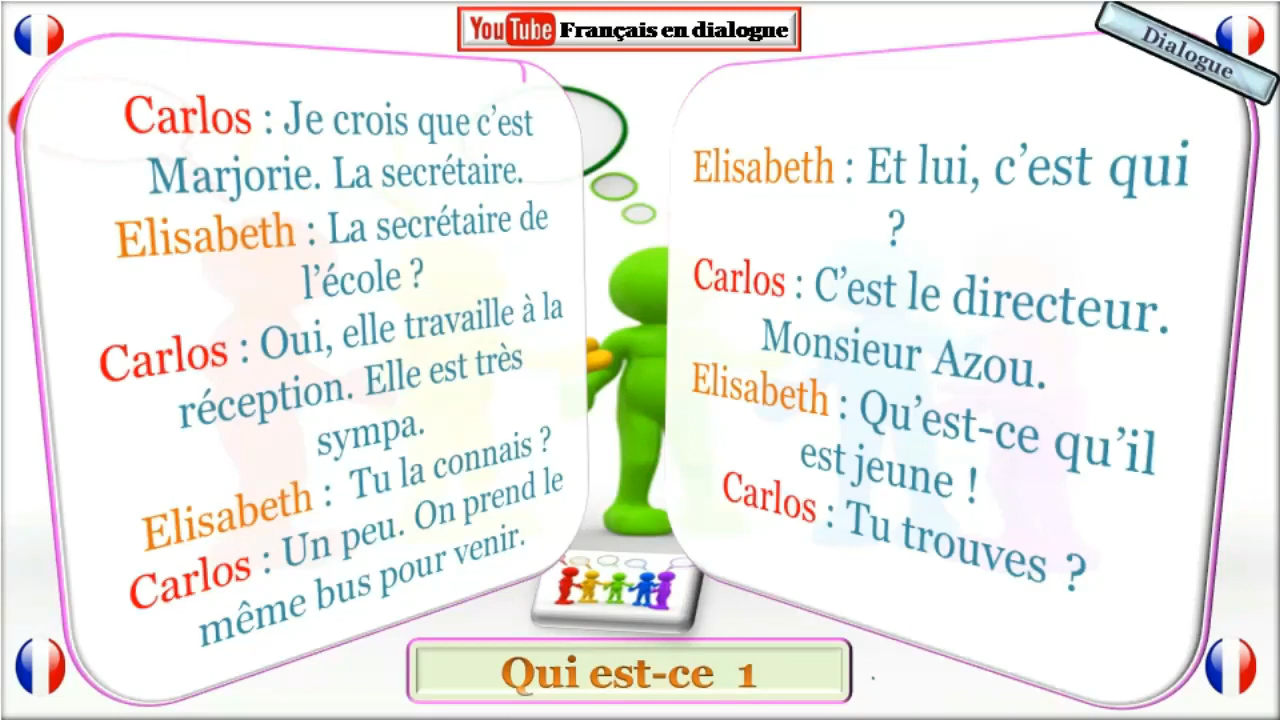 YouTube Français en dialogue
Dialogue
Carlos : Je crois que c'est
Marjorie. La secrétaire.
Elisabeth : La secrétaire de
l'école ?
Carlos : Oui, elle travaille à la
réception. Elle est très
sympa.
Elisabeth : Tu la connais ?
Carlos : Un peu. On prend le
même bus pour venir.
Elisabeth : Et lui, c'est qui
?
Carlos : C'est le directeur.
Monsieur Azou.
Elisabeth : Qu'est-ce qu'il
est jeune !
Carlos : Tu trouves ?
Qui est-ce 1